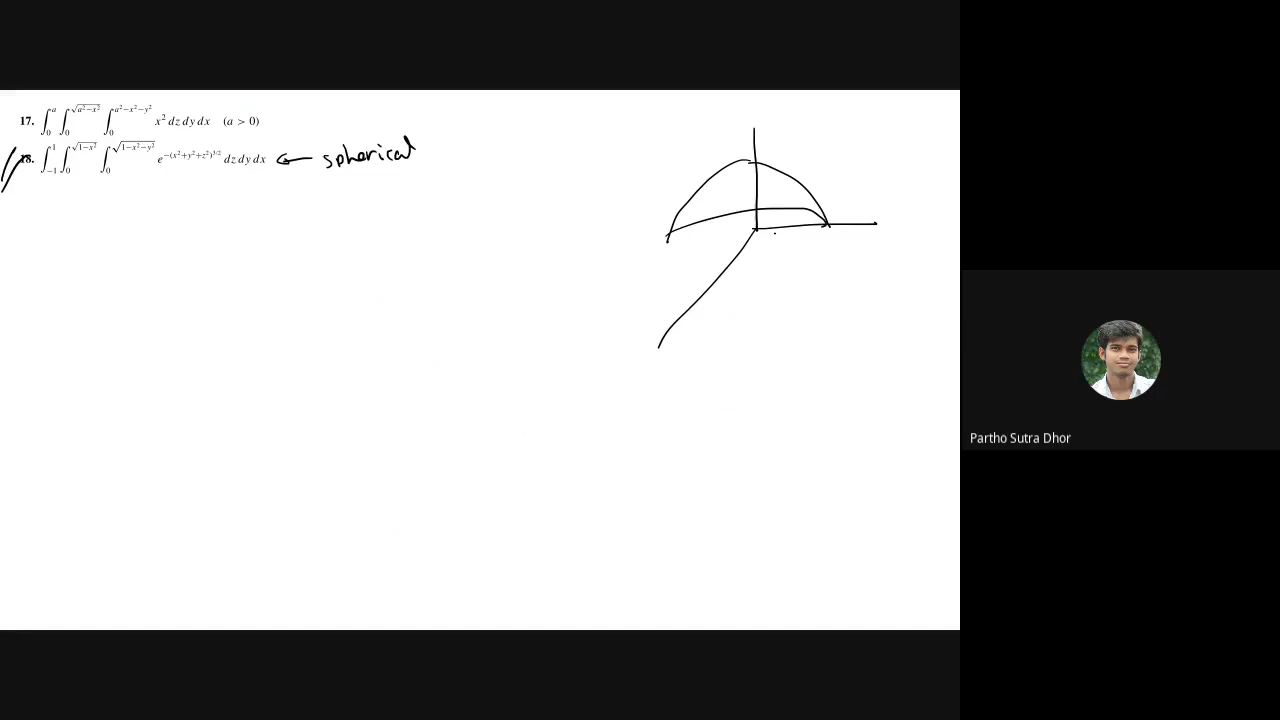 17. ∫₀ᵃ ∫₀^√(a²−x²) ∫₀^(a²−x²−y²) x² dz dy dx (a > 0)
18. ∫₋₁¹ ∫₀^√(1−x²) ∫₀^√(1−x²−y²) e^−(x²+y²+z²)^(3/2) dz dy dx ← spherical
Partho Sutra Dhor